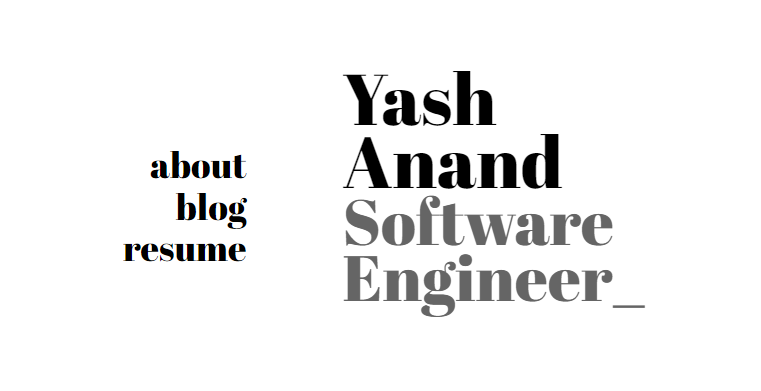 about
blog
resume
Yash
Anand
Software
Engineer_